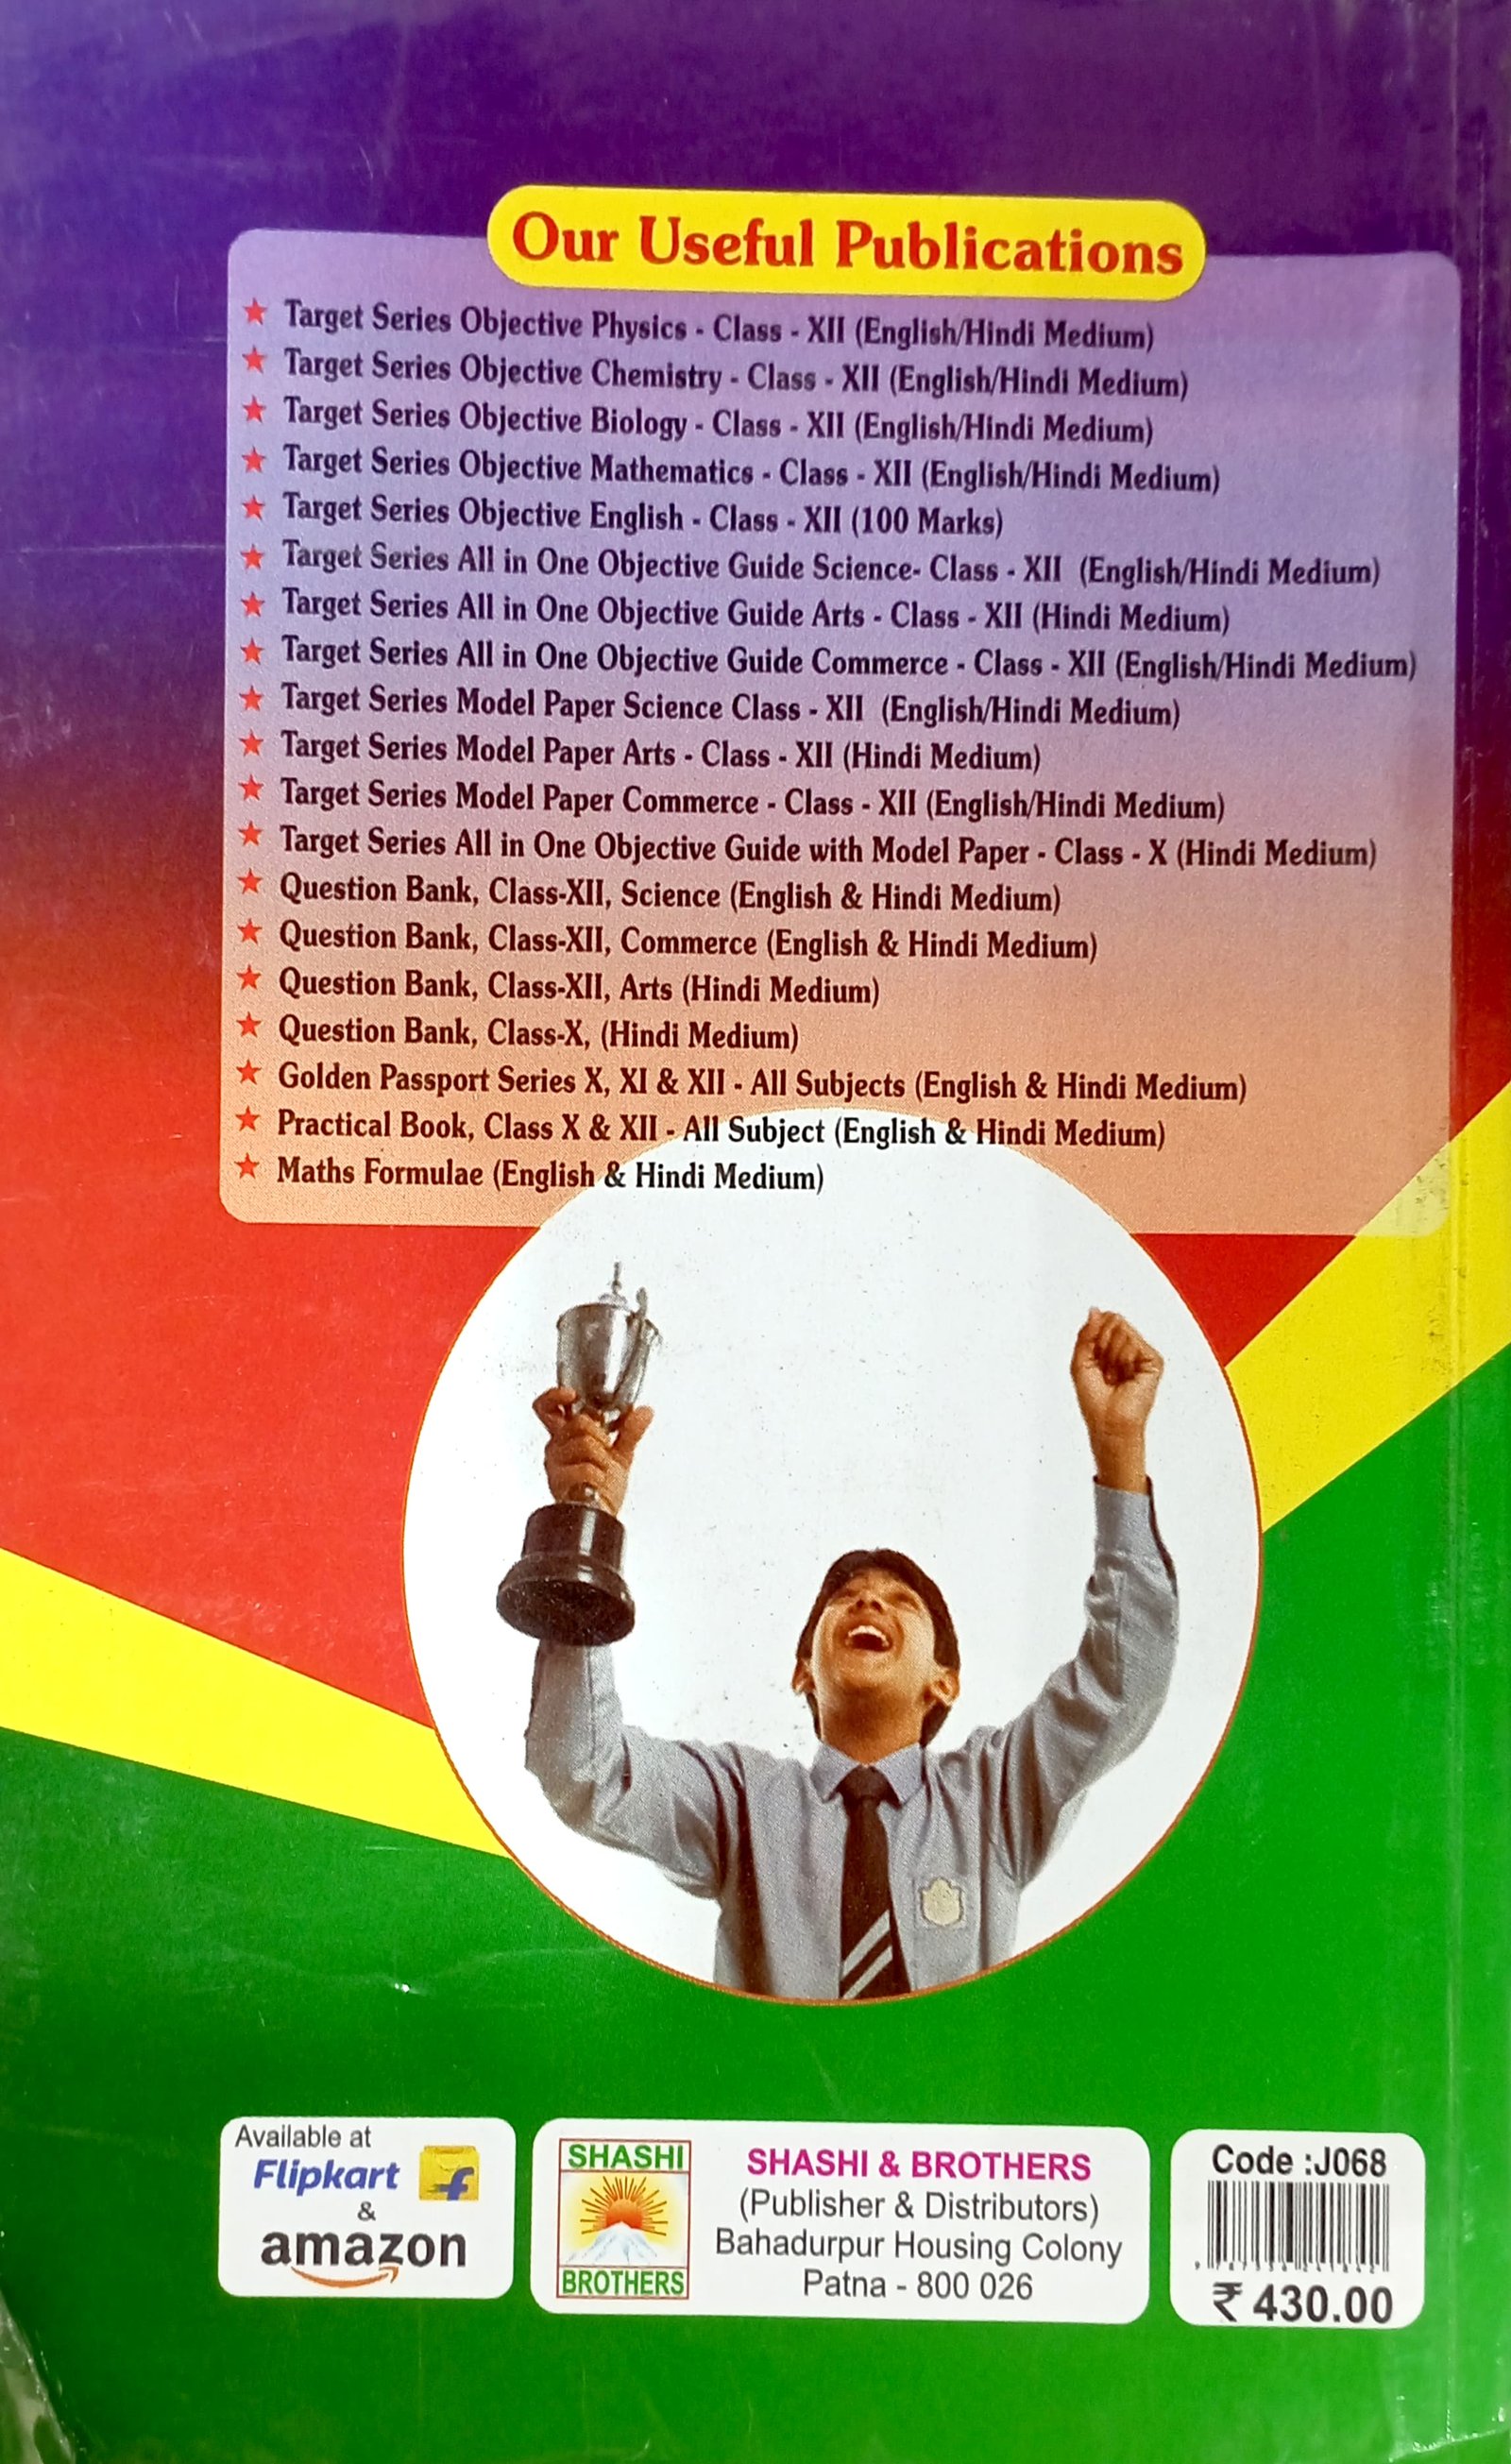 Our Useful Publications
★ Target Series Objective Physics - Class - XII (English/Hindi Medium)
★ Target Series Objective Chemistry - Class - XII (English/Hindi Medium)
★ Target Series Objective Biology - Class - XII (English/Hindi Medium)
★ Target Series Objective Mathematics - Class - XII (English/Hindi Medium)
★ Target Series Objective English - Class - XII (100 Marks)
★ Target Series All in One Objective Guide Science- Class - XII (English/Hindi Medium)
★ Target Series All in One Objective Guide Arts - Class - XII (Hindi Medium)
★ Target Series All in One Objective Guide Commerce - Class - XII (English/Hindi Medium)
★ Target Series Model Paper Science Class - XII (English/Hindi Medium)
★ Target Series Model Paper Arts - Class - XII (Hindi Medium)
★ Target Series Model Paper Commerce - Class - XII (English/Hindi Medium)
★ Target Series All in One Objective Guide with Model Paper - Class - X (Hindi Medium)
★ Question Bank, Class-XII, Science (English & Hindi Medium)
★ Question Bank, Class-XII, Commerce (English & Hindi Medium)
★ Question Bank, Class-XII, Arts (Hindi Medium)
★ Question Bank, Class-X, (Hindi Medium)
★ Golden Passport Series X, XI & XII - All Subjects (English & Hindi Medium)
★ Practical Book, Class X & XII - All Subject (English & Hindi Medium)
★ Maths Formulae (English & Hindi Medium)
Available at
Flipkart
&
amazon
SHASHI
BROTHERS
SHASHI & BROTHERS
(Publisher & Distributors)
Bahadurpur Housing Colony
Patna - 800 026
Code :J068
₹ 430.00